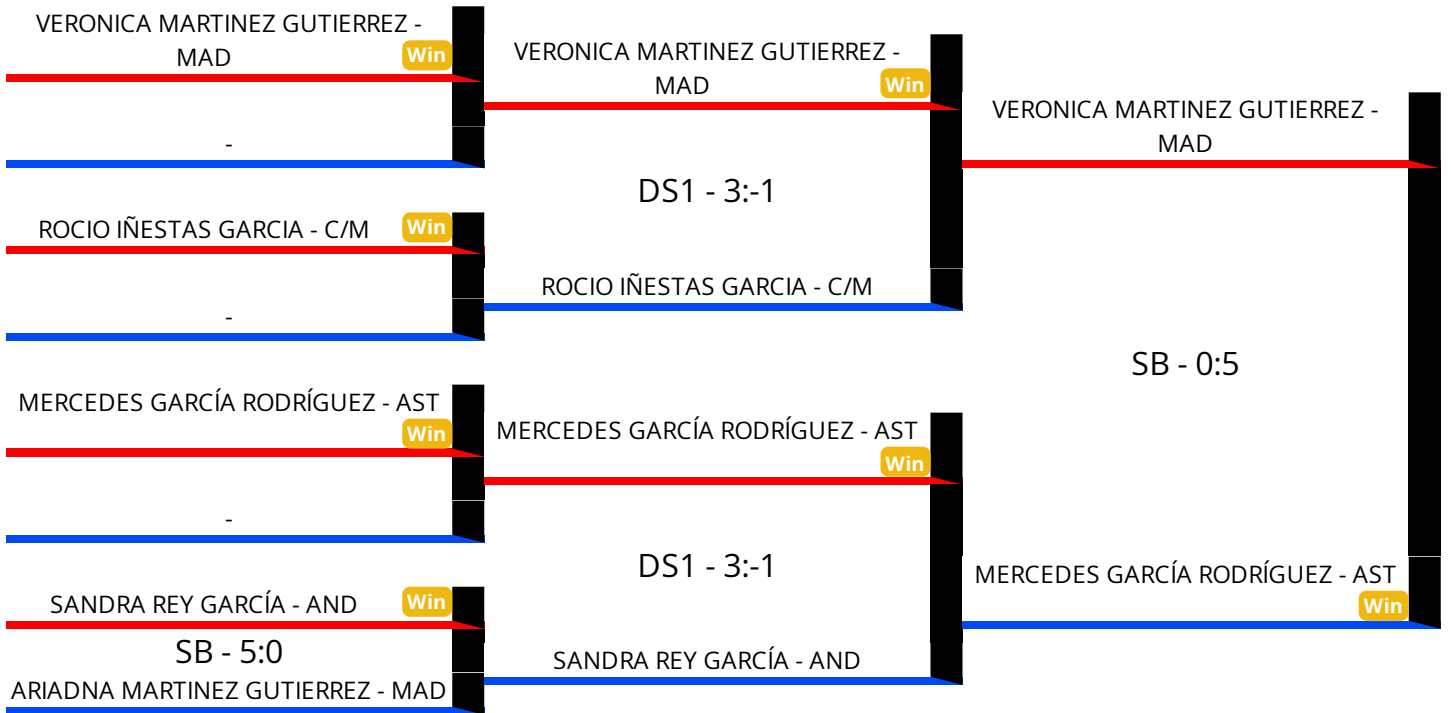 VERONICA MARTINEZ GUTIERREZ -
MAD
Win
-
ROCIO IÑESTAS GARCIA - C/M
Win
-
MERCEDES GARCÍA RODRÍGUEZ - AST
Win
-
SANDRA REY GARCÍA - AND
Win
SB - 5:0
ARIADNA MARTINEZ GUTIERREZ - MAD
VERONICA MARTINEZ GUTIERREZ -
MAD
Win
DS1 - 3:-1
ROCIO IÑESTAS GARCIA - C/M
MERCEDES GARCÍA RODRÍGUEZ - AST
Win
DS1 - 3:-1
SANDRA REY GARCÍA - AND
VERONICA MARTINEZ GUTIERREZ -
MAD
SB - 0:5
MERCEDES GARCÍA RODRÍGUEZ - AST
Win